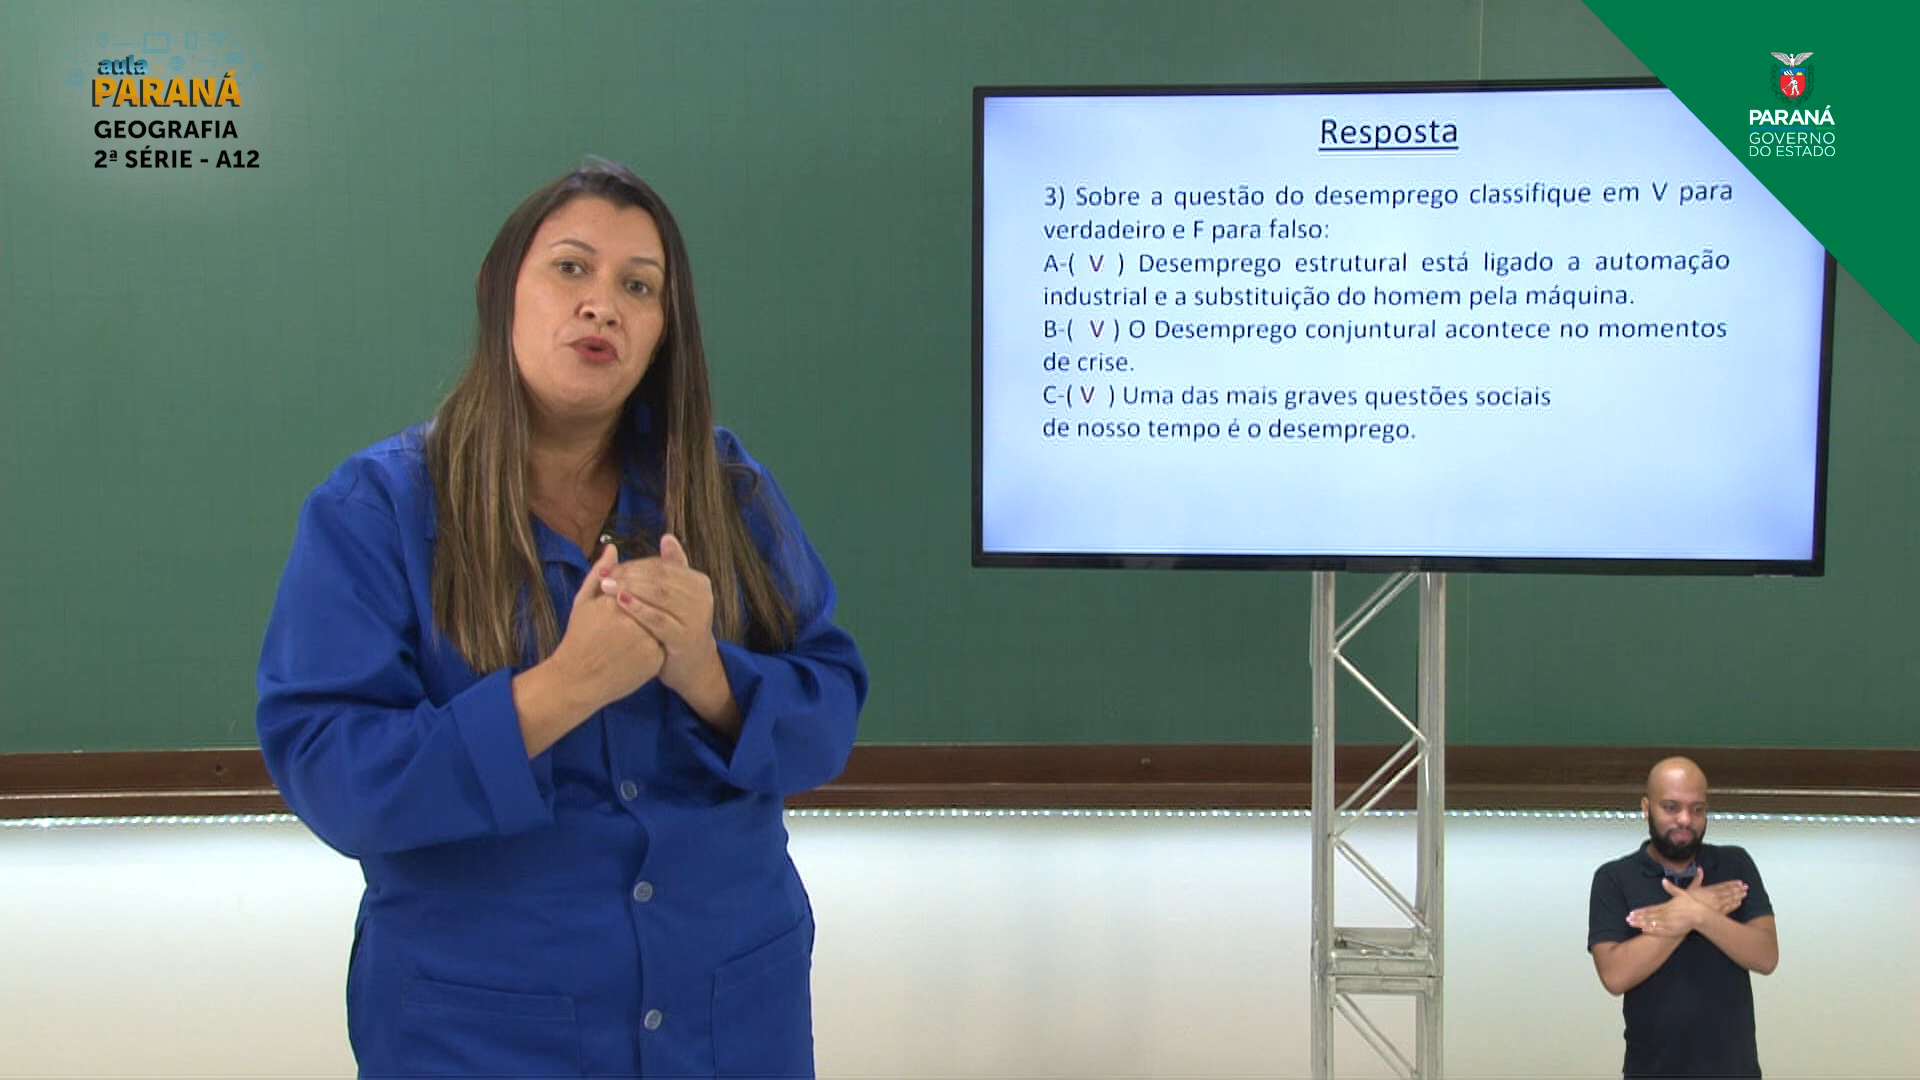 aula
PARANÁ
GEOGRAFIA
2ª SÉRIE - A12
PARANÁ
GOVERNO
DO ESTADO
Resposta
3) Sobre a questão do desemprego classifique em V para
verdadeiro e F para falso:
A-( V ) Desemprego estrutural está ligado a automação
industrial e a substituição do homem pela máquina.
B-( V ) O Desemprego conjuntural acontece no momentos
de crise.
C-( V ) Uma das mais graves questões sociais
de nosso tempo é o desemprego.